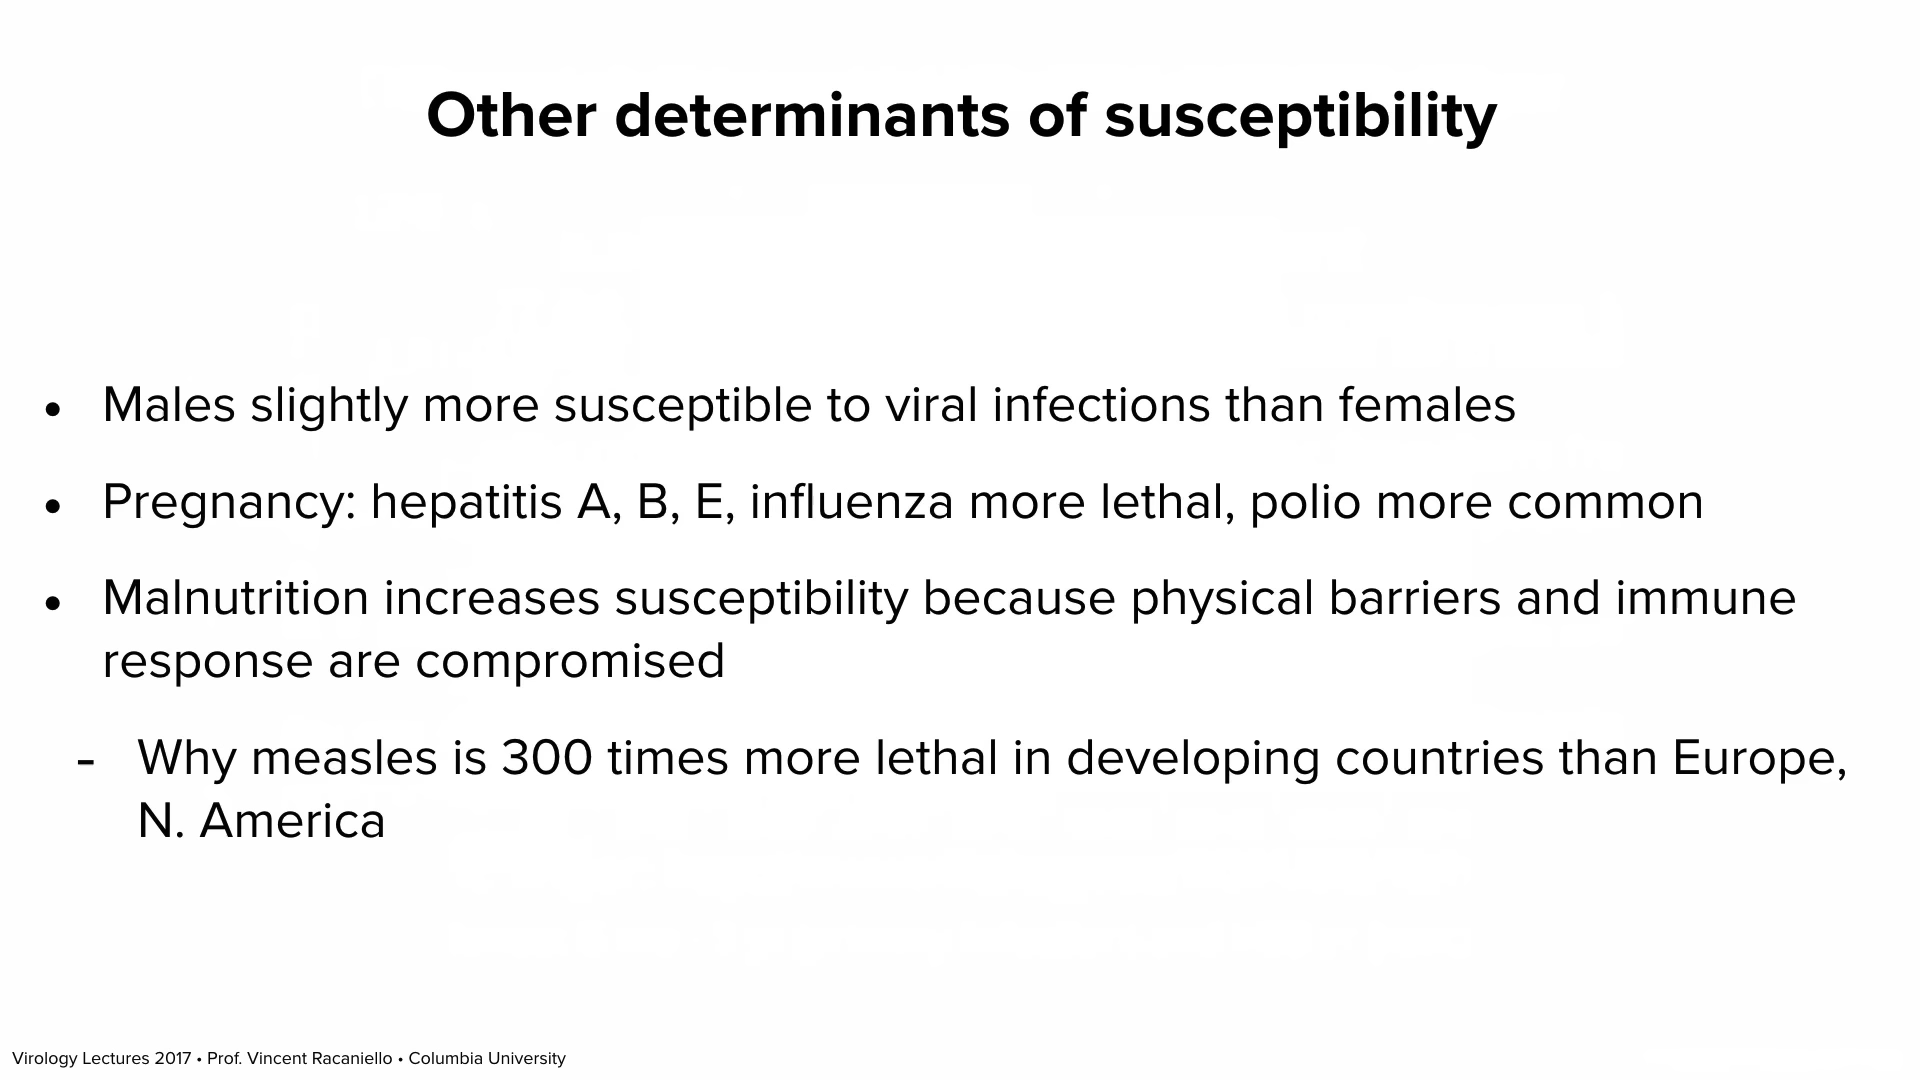 Other determinants of susceptibility
• Males slightly more susceptible to viral infections than females
• Pregnancy: hepatitis A, B, E, influenza more lethal, polio more common
• Malnutrition increases susceptibility because physical barriers and immune
response are compromised
- Why measles is 300 times more lethal in developing countries than Europe,
N. America
Virology Lectures 2017 • Prof. Vincent Racaniello • Columbia University